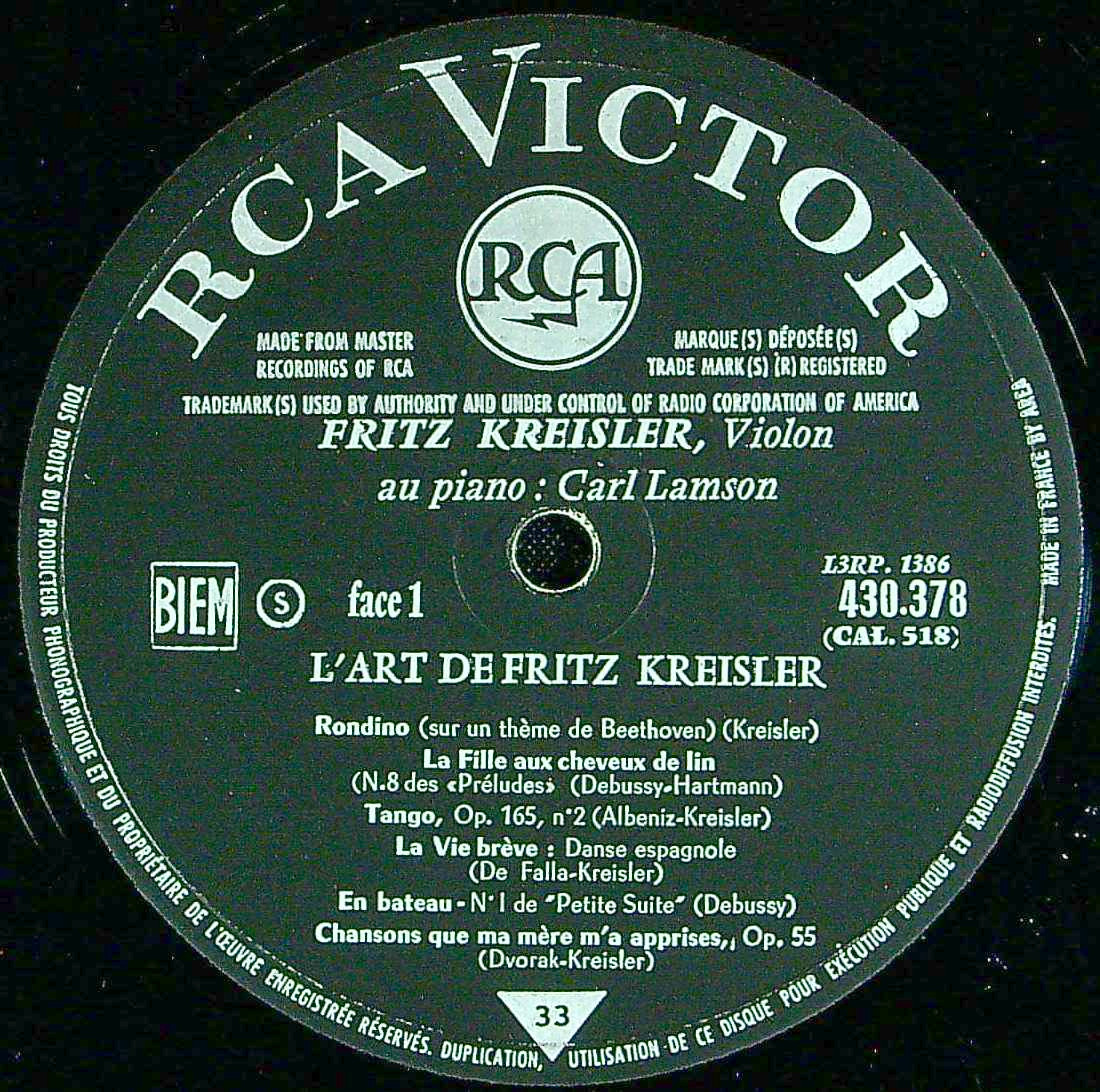 RCA VICTOR
RCA
MADE FROM MASTER
RECORDINGS OF RCA
MARQUE(S) DÉPOSÉE(S)
TRADE MARK(S) (R) REGISTERED
TRADEMARK(S) USED BY AUTHORITY AND UNDER CONTROL OF RADIO CORPORATION OF AMERICA
FRITZ KREISLER, Violon
au piano : Carl Lamson
BIEM
S
face 1
L3RP. 1386
430.378
(CAL. 518)
L'ART DE FRITZ KREISLER
Rondino (sur un thème de Beethoven) (Kreisler)
La Fille aux cheveux de lin
(N.8 des «Préludes» (Debussy-Hartmann)
Tango, Op. 165, n°2 (Albeniz-Kreisler)
La Vie brève : Danse espagnole
(De Falla-Kreisler)
En bateau - N°1 de "Petite Suite" (Debussy)
Chansons que ma mère m'a apprises,, Op. 55
(Dvorak-Kreisler)
33
TOUS DROITS DU PRODUCTEUR PHONOGRAPHIQUE ET DU PROPRIÉTAIRE DE L'ŒUVRE ENREGISTRÉE RÉSERVÉS. DUPLICATION, UTILISATION DE CE DISQUE POUR EXÉCUTION PUBLIQUE ET RADIODIFFUSION INTERDITES. MADE IN FRANCE BY AREA